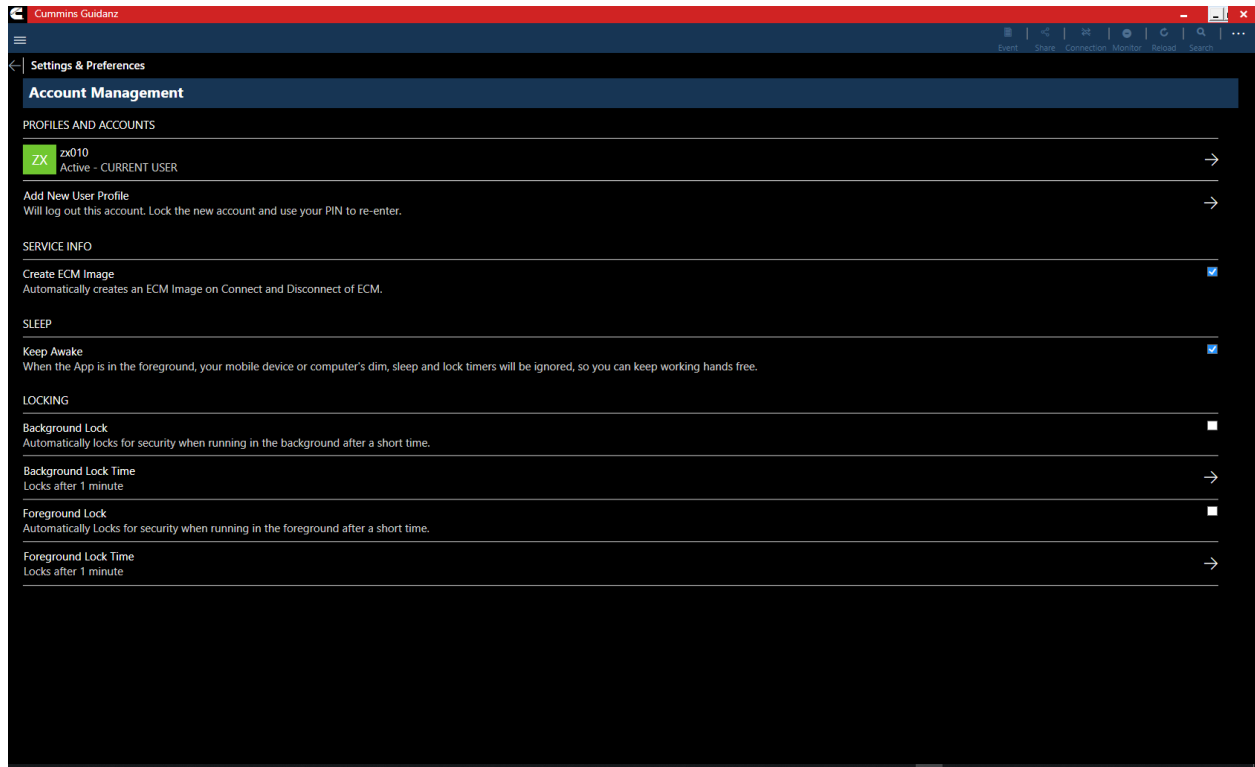 Cummins Guidanz
Event Share Connection Monitor Reload Search
Settings & Preferences
Account Management
PROFILES AND ACCOUNTS
ZX
zx010
Active - CURRENT USER
Add New User Profile
Will log out this account. Lock the new account and use your PIN to re-enter.
SERVICE INFO
Create ECM Image
Automatically creates an ECM Image on Connect and Disconnect of ECM.
SLEEP
Keep Awake
When the App is in the foreground, your mobile device or computer's dim, sleep and lock timers will be ignored, so you can keep working hands free.
LOCKING
Background Lock
Automatically locks for security when running in the background after a short time.
Background Lock Time
Locks after 1 minute
Foreground Lock
Automatically Locks for security when running in the foreground after a short time.
Foreground Lock Time
Locks after 1 minute